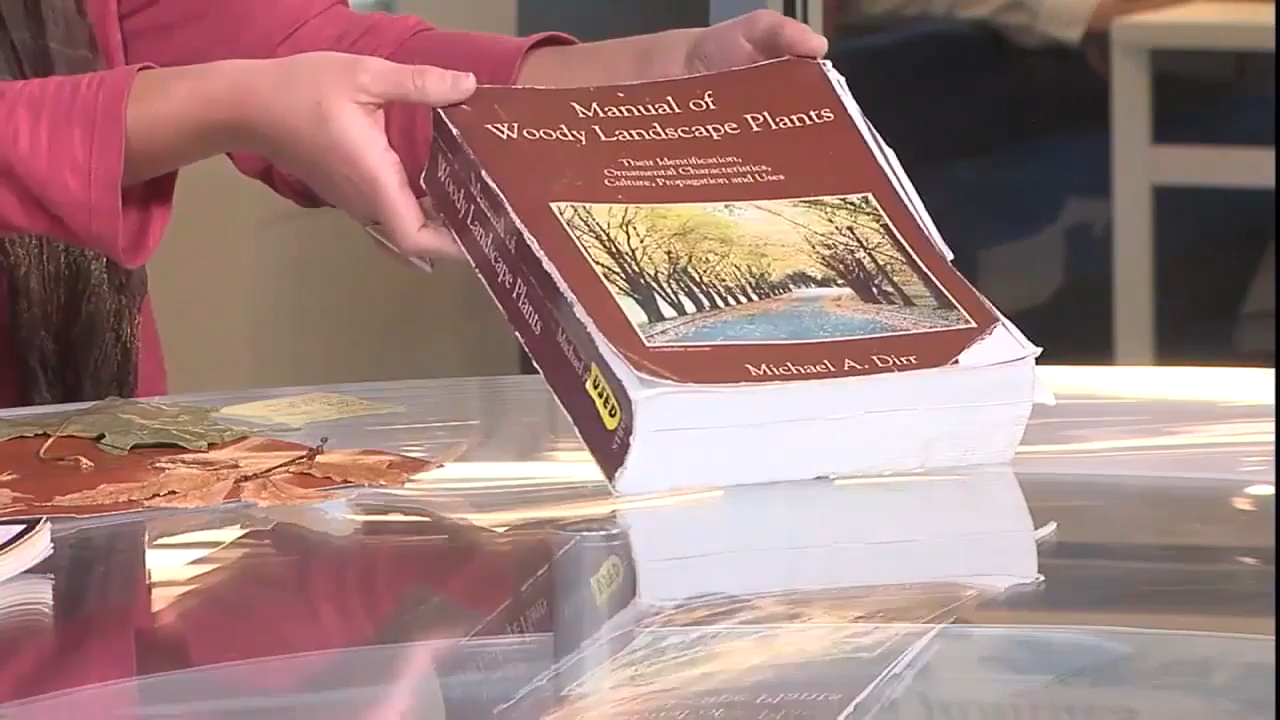 Manual of
Woody Landscape Plants
Their Identification,
Ornamental Characteristics,
Culture, Propagation and Uses
Michael A. Dirr
Manual of
Woody Landscape Plants
Michael
USED